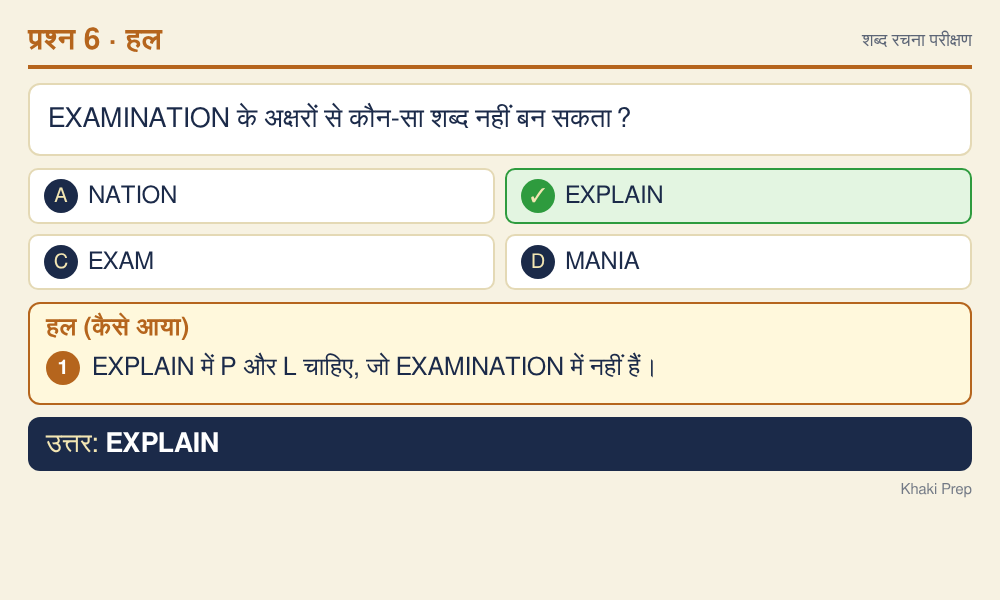 प्रश्न 6 · हल
शब्द रचना परीक्षण
EXAMINATION के अक्षरों से कौन-सा शब्द नहीं बन सकता ?
A NATION
✓ EXPLAIN
C EXAM
D MANIA
हल (कैसे आया)
1 EXPLAIN में P और L चाहिए, जो EXAMINATION में नहीं हैं।
उत्तर: EXPLAIN
Khaki Prep